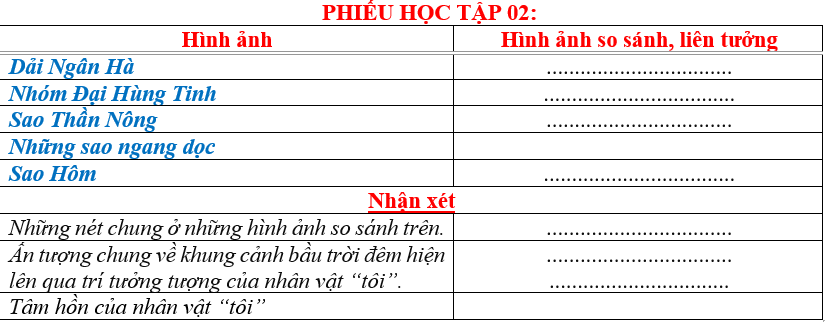 PHIẾU HỌC TẬP 02:
Hình ảnh Hình ảnh so sánh, liên tưởng
Dải Ngân Hà ................................
Nhóm Đại Hùng Tinh .................................
Sao Thần Nông ................................
Những sao ngang dọc
Sao Hôm .................................
Nhận xét
Những nét chung ở những hình ảnh so sánh trên. ................................
Ấn tượng chung về khung cảnh bầu trời đêm hiện ................................
lên qua trí tưởng tượng của nhân vật “tôi”. ...............................
Tâm hồn của nhân vật “tôi”